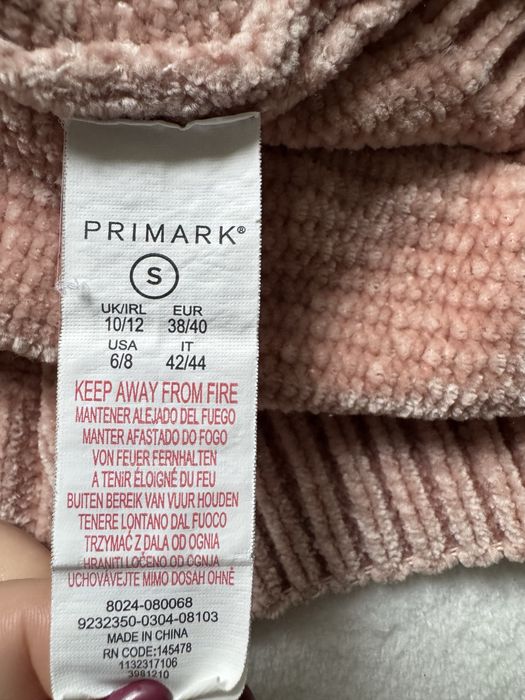 PRIMARK®
S
UK/IRL EUR
10/12 38/40
USA IT
6/8 42/44
KEEP AWAY FROM FIRE
MANTENER ALEJADO DEL FUEGO
MANTER AFASTADO DO FOGO
VON FEUER FERNHALTEN
A TENIR ÉLOIGNÉ DU FEU
BUITEN BEREIK VAN VUUR HOUDEN
TENERE LONTANO DAL FUOCO
TRZYMAĆ Z DALA OD OGNIA
HRANITI LOČENO OD OGNJA
UCHOVÁVEJTE MIMO DOSAH OHNĚ
8024-080068
9232350-0304-08103
MADE IN CHINA
RN CODE: 145478
1132317106
3981210